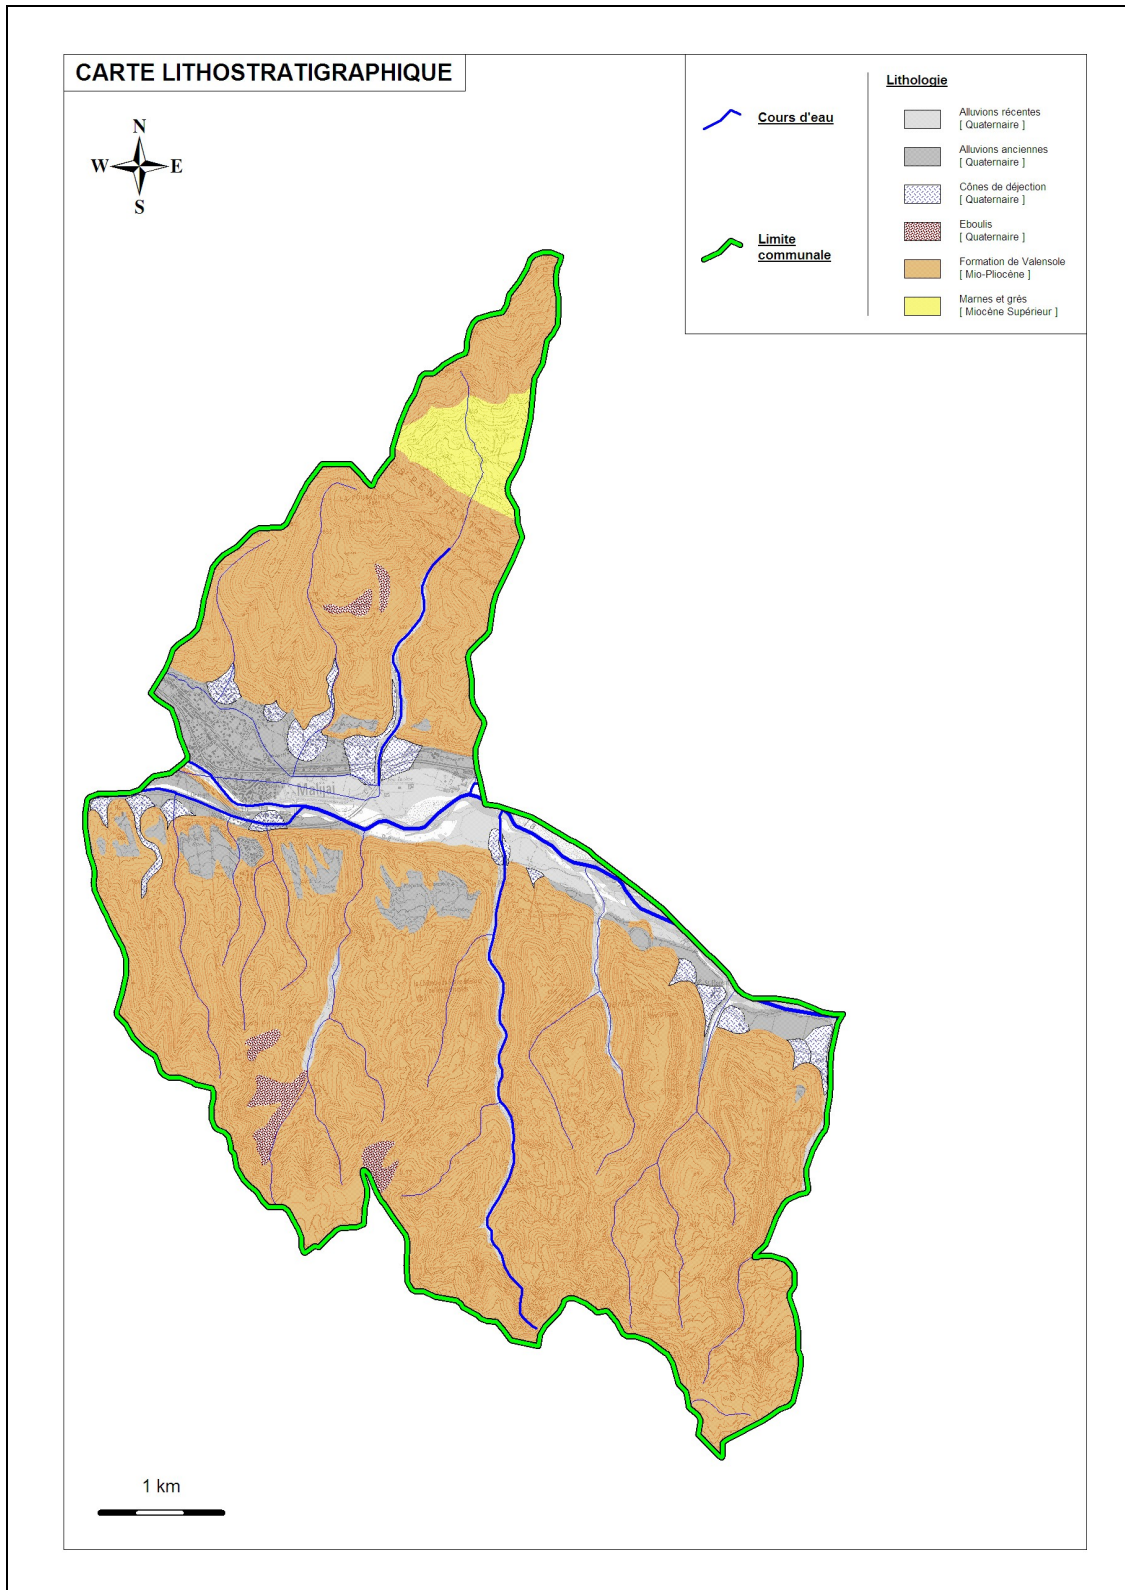 CARTE LITHOSTRATIGRAPHIQUE
N
W E
S
Cours d'eau
Limite
communale
Lithologie
Alluvions récentes
[ Quaternaire ]
Alluvions anciennes
[ Quaternaire ]
Cônes de déjection
[ Quaternaire ]
Eboulis
[ Quaternaire ]
Formation de Valensole
[ Mio-Pliocène ]
Marnes et grés
[ Miocène Supérieur ]
Malijai
1 km